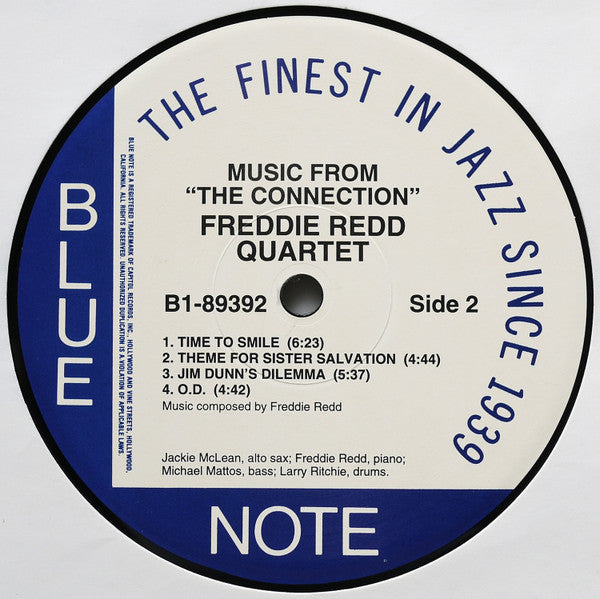 THE FINEST IN JAZZ SINCE 1939
MUSIC FROM
“THE CONNECTION”
FREDDIE REDD
QUARTET
B1-89392 Side 2
1. TIME TO SMILE (6:23)
2. THEME FOR SISTER SALVATION (4:44)
3. JIM DUNN'S DILEMMA (5:37)
4. O.D. (4:42)
Music composed by Freddie Redd
Jackie McLean, alto sax; Freddie Redd, piano;
Michael Mattos, bass; Larry Ritchie, drums.
BLUE
NOTE
BLUE NOTE IS A REGISTERED TRADEMARK OF CAPITOL RECORDS, INC., HOLLYWOOD AND VINE STREETS, HOLLYWOOD,
CALIFORNIA. ALL RIGHTS RESERVED. UNAUTHORIZED DUPLICATION IS A VIOLATION OF APPLICABLE LAWS.